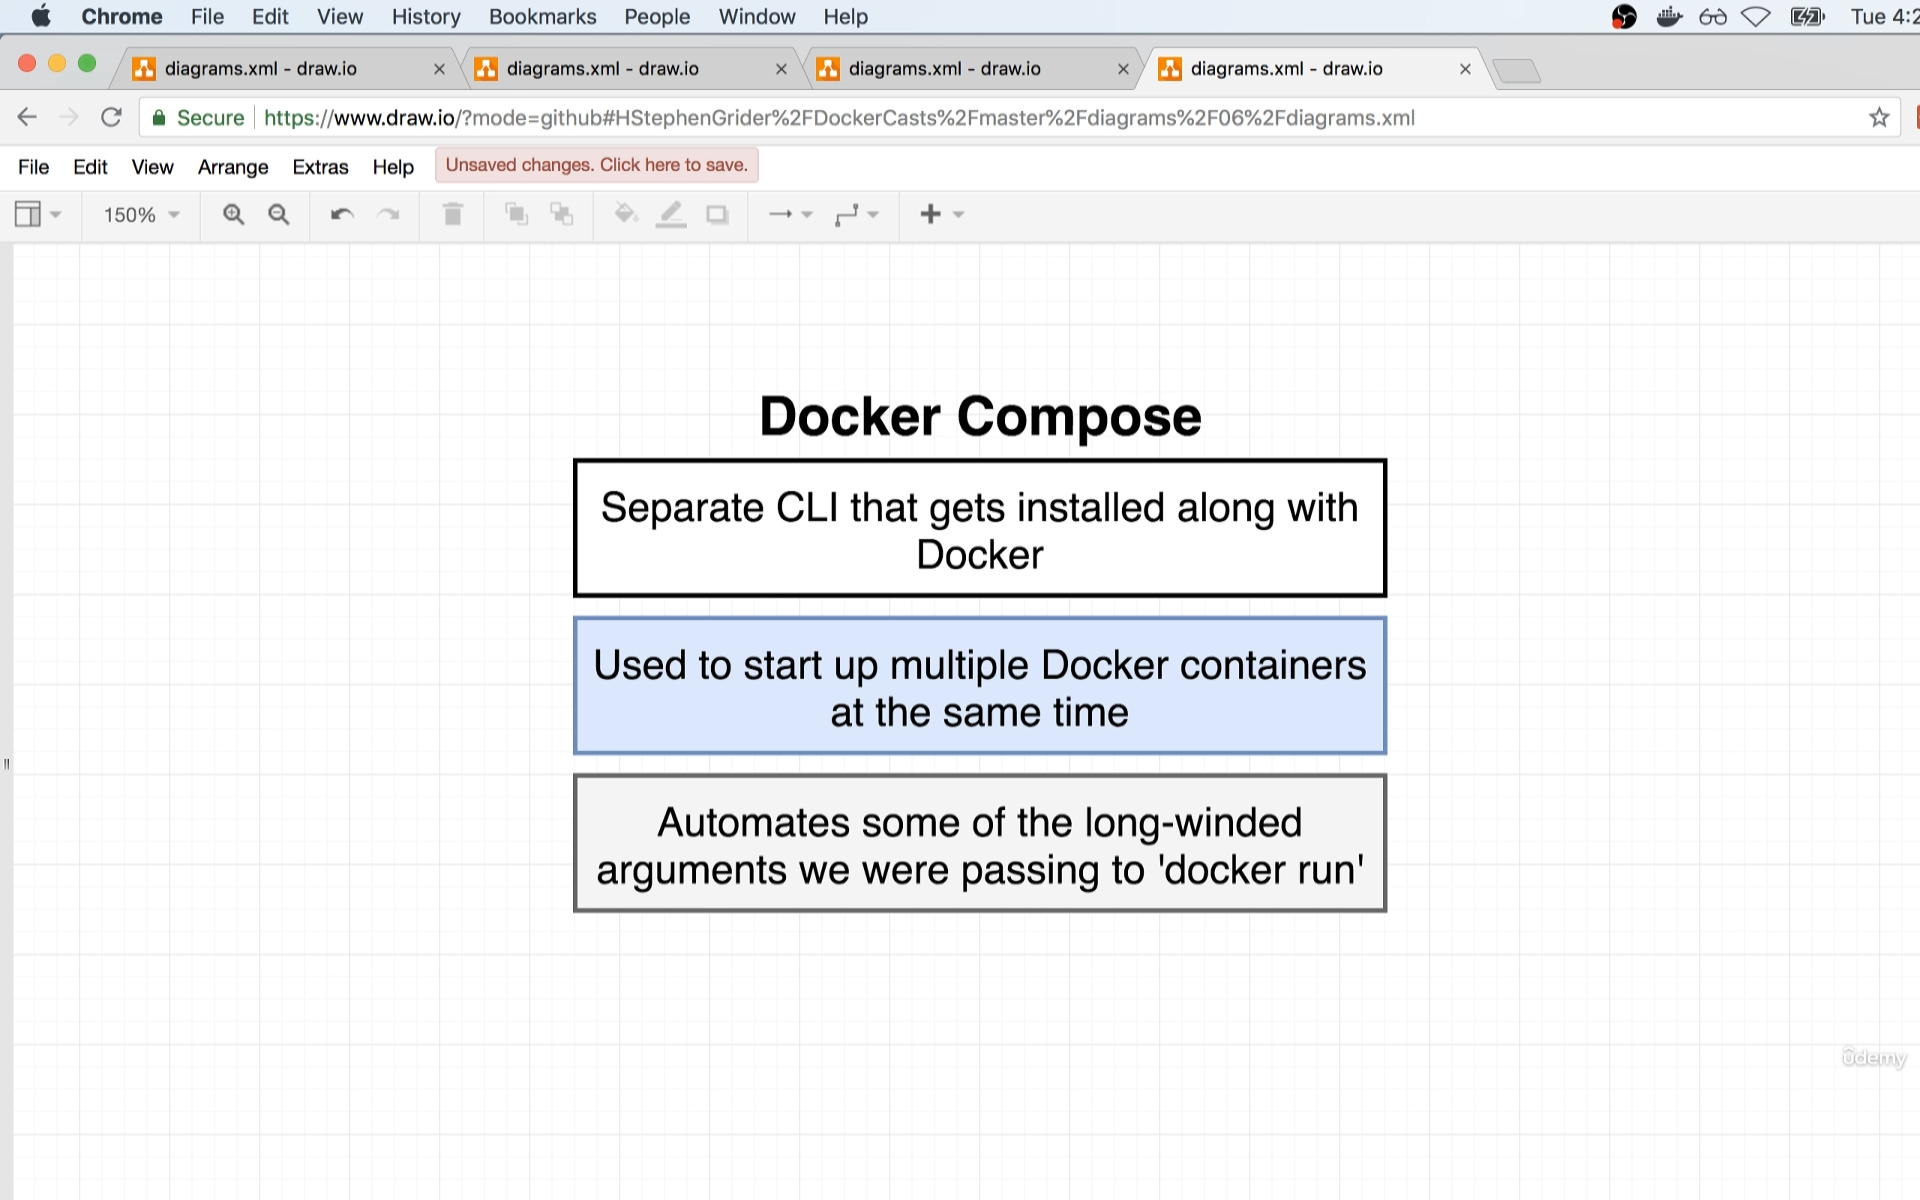 Chrome File Edit View History Bookmarks People Window Help Tue 4:2
diagrams.xml - draw.io diagrams.xml - draw.io diagrams.xml - draw.io diagrams.xml - draw.io
Secure https://www.draw.io/?mode=github#HStephenGrider%2FDockerCasts%2Fmaster%2Fdiagrams%2F06%2Fdiagrams.xml
File Edit View Arrange Extras Help Unsaved changes. Click here to save.
150%
Docker Compose
Separate CLI that gets installed along with
Docker
Used to start up multiple Docker containers
at the same time
Automates some of the long-winded
arguments we were passing to 'docker run'
ûdemy